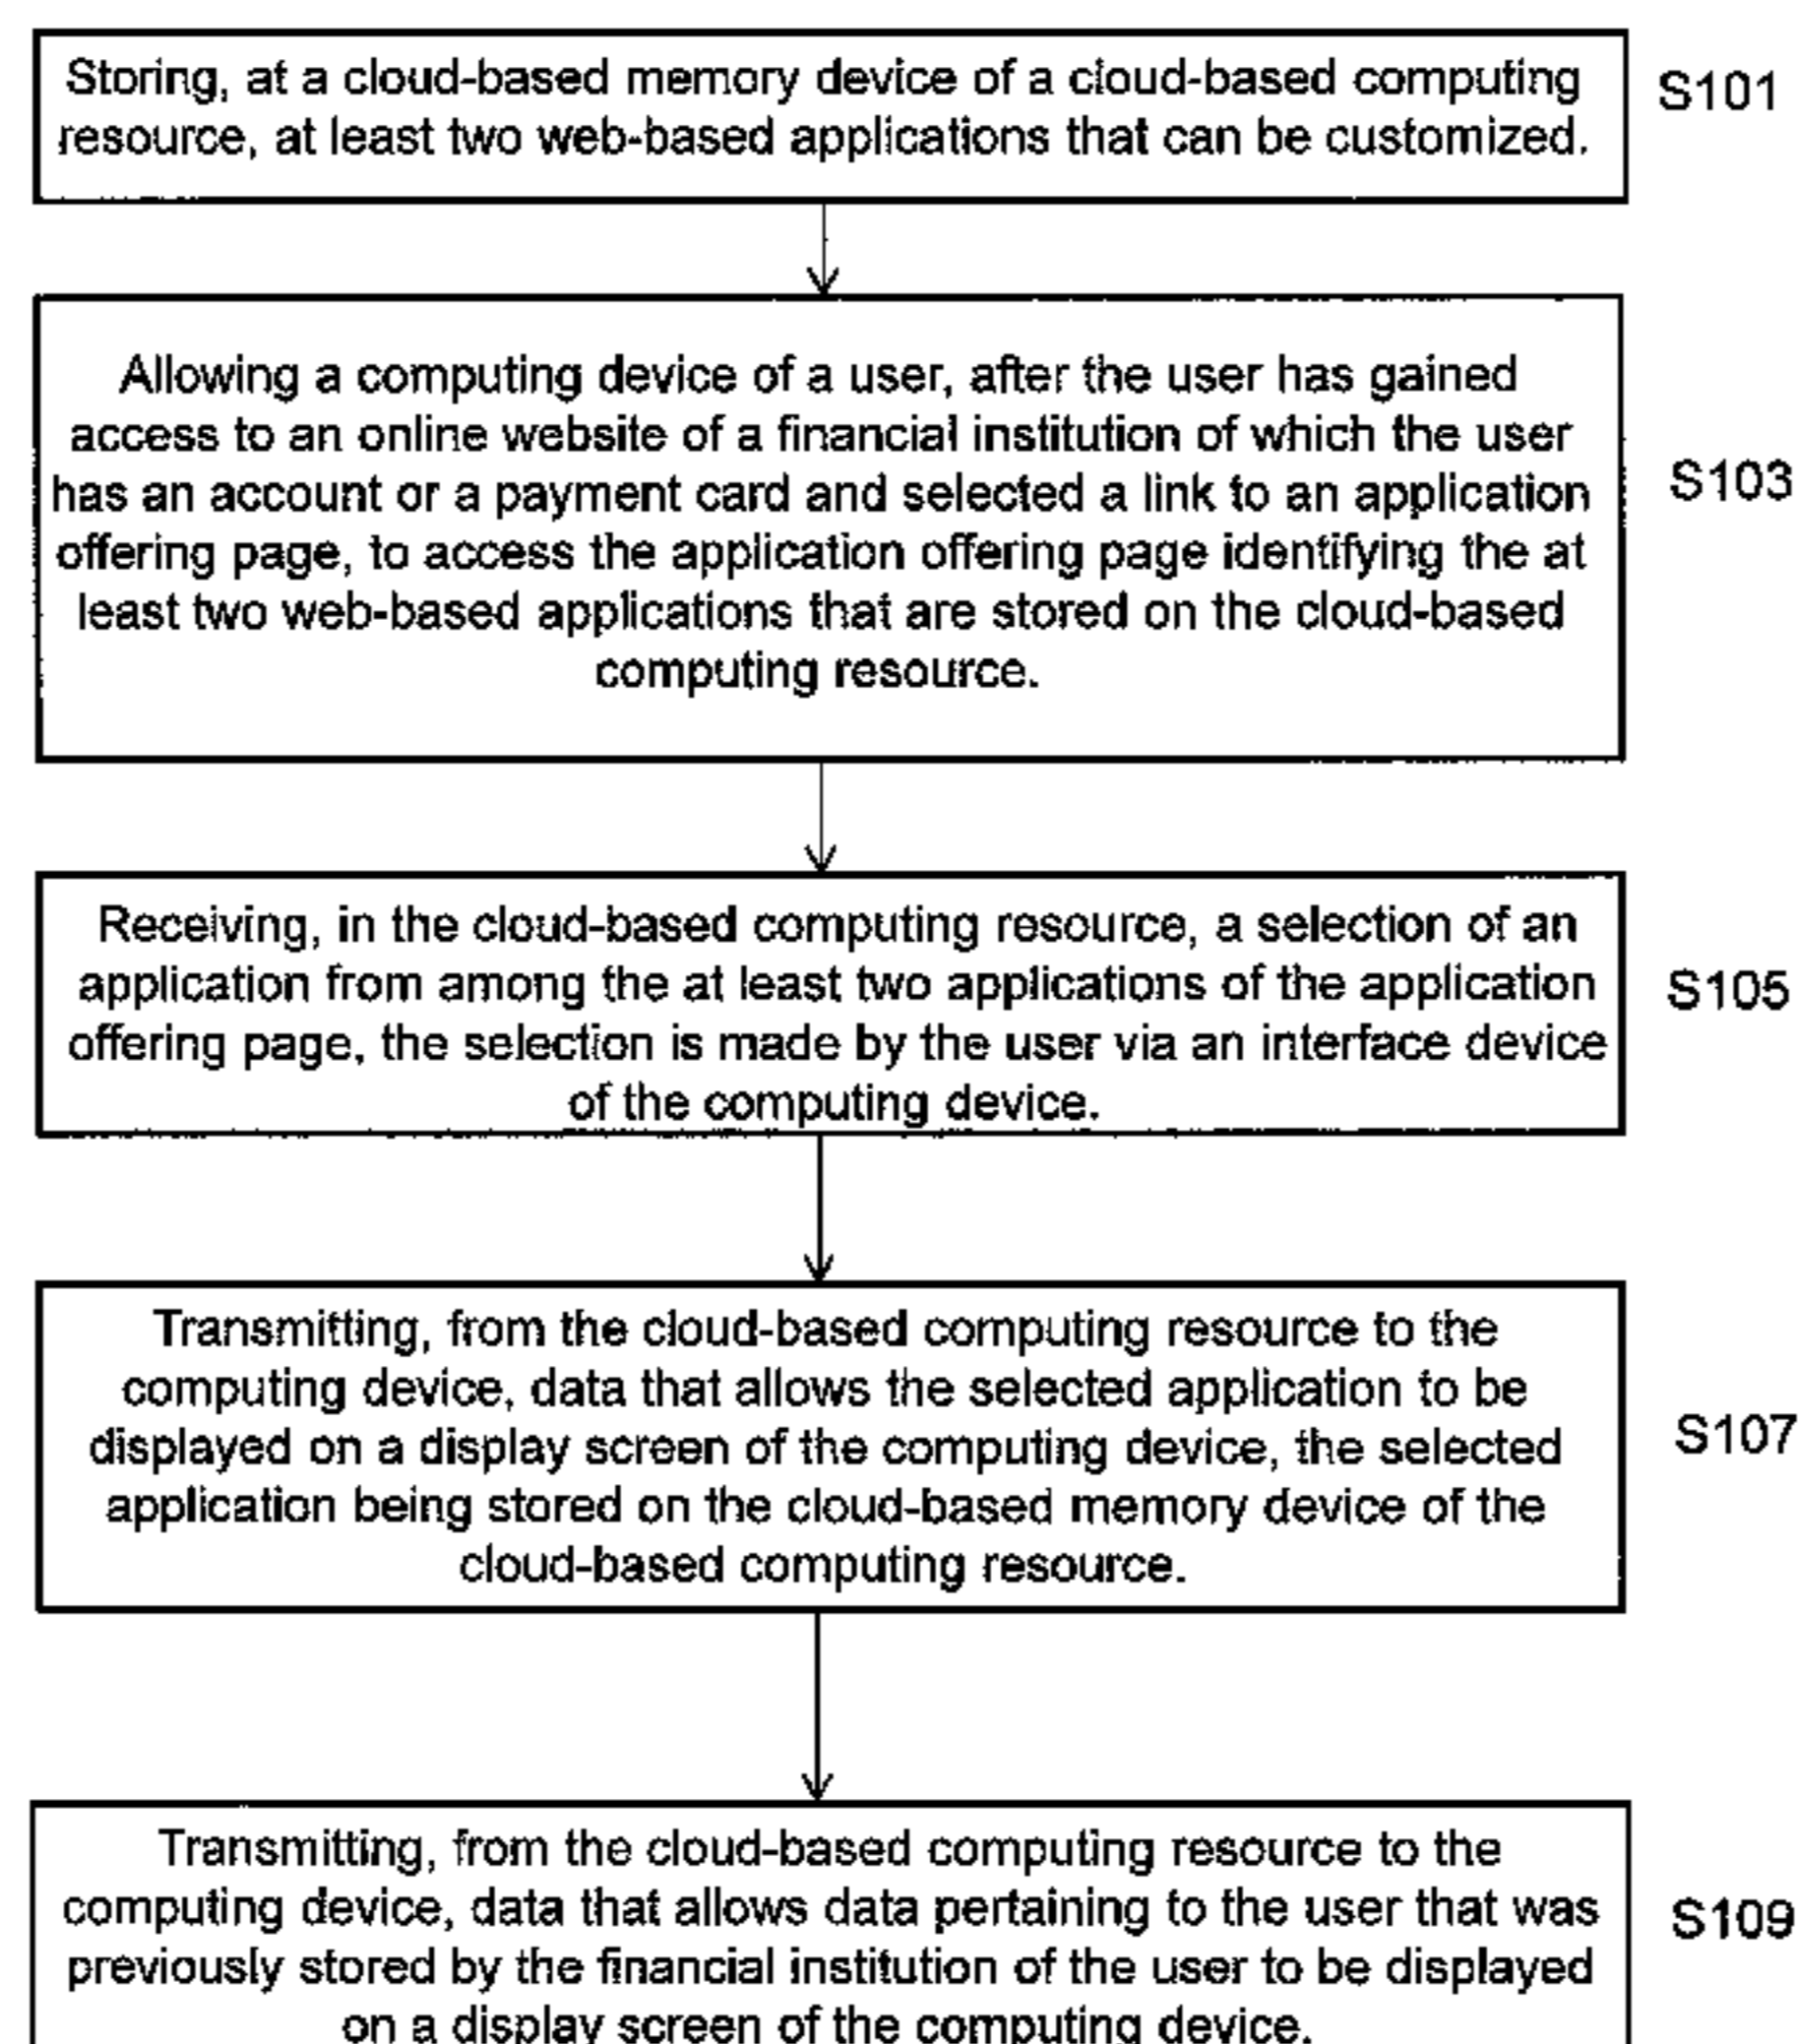 Storing, at a cloud-based memory device of a cloud-based computing
resource, at least two web-based applications that can be customized.
S101
Allowing a computing device of a user, after the user has gained
access to an online website of a financial institution of which the user
has an account or a payment card and selected a link to an application
offering page, to access the application offering page identifying the at
least two web-based applications that are stored on the cloud-based
computing resource.
S103
Receiving, in the cloud-based computing resource, a selection of an
application from among the at least two applications of the application
offering page, the selection is made by the user via an interface device
of the computing device.
S105
Transmitting, from the cloud-based computing resource to the
computing device, data that allows the selected application to be
displayed on a display screen of the computing device, the selected
application being stored on the cloud-based memory device of the
cloud-based computing resource.
S107
Transmitting, from the cloud-based computing resource to the
computing device, data that allows data pertaining to the user that was
previously stored by the financial institution of the user to be displayed
on a display screen of the computing device.
S109